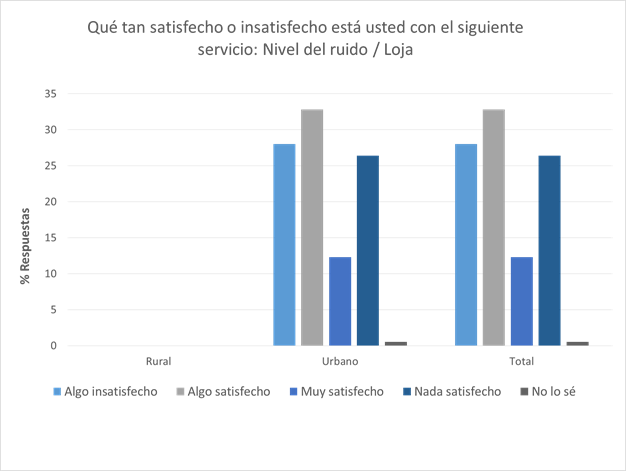 Qué tan satisfecho o insatisfecho está usted con el siguiente
servicio: Nivel del ruido / Loja
% Respuestas
35
30
25
20
15
10
5
0
Rural Urbano Total
Algo insatisfecho Algo satisfecho Muy satisfecho Nada satisfecho No lo sé